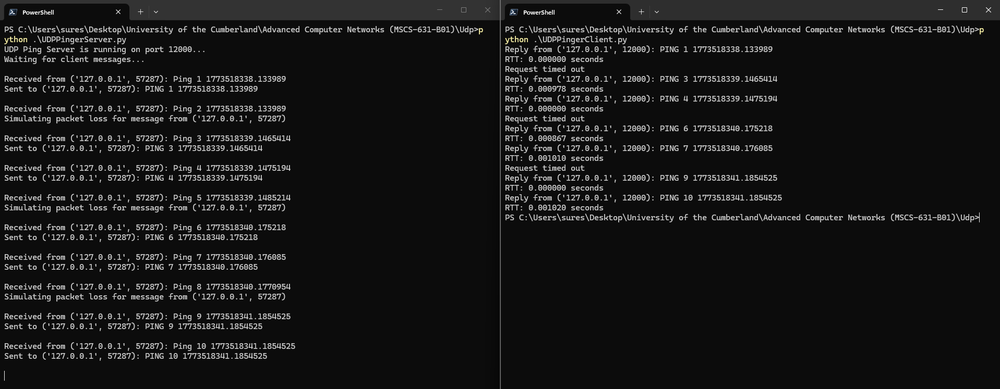 PowerShell
PS C:\Users\sures\Desktop\University of the Cumberland\Advanced Computer Networks (MSCS-631-B01)\Udp>p
ython .\UDPPingerServer.py
UDP Ping Server is running on port 12000...
Waiting for client messages...
Received from ('127.0.0.1', 57287): Ping 1 1773518338.133989
Sent to ('127.0.0.1', 57287): PING 1 1773518338.133989
Received from ('127.0.0.1', 57287): Ping 2 1773518338.133989
Simulating packet loss for message from ('127.0.0.1', 57287)
Received from ('127.0.0.1', 57287): Ping 3 1773518339.1465414
Sent to ('127.0.0.1', 57287): PING 3 1773518339.1465414
Received from ('127.0.0.1', 57287): Ping 4 1773518339.1475194
Sent to ('127.0.0.1', 57287): PING 4 1773518339.1475194
Received from ('127.0.0.1', 57287): Ping 5 1773518339.1485214
Simulating packet loss for message from ('127.0.0.1', 57287)
Received from ('127.0.0.1', 57287): Ping 6 1773518340.175218
Sent to ('127.0.0.1', 57287): PING 6 1773518340.175218
Received from ('127.0.0.1', 57287): Ping 7 1773518340.176085
Sent to ('127.0.0.1', 57287): PING 7 1773518340.176085
Received from ('127.0.0.1', 57287): Ping 8 1773518340.1770954
Simulating packet loss for message from ('127.0.0.1', 57287)
Received from ('127.0.0.1', 57287): Ping 9 1773518341.1854525
Sent to ('127.0.0.1', 57287): PING 9 1773518341.1854525
Received from ('127.0.0.1', 57287): Ping 10 1773518341.1854525
Sent to ('127.0.0.1', 57287): PING 10 1773518341.1854525
PowerShell
PS C:\Users\sures\Desktop\University of the Cumberland\Advanced Computer Networks (MSCS-631-B01)\Udp>p
ython .\UDPPingerClient.py
Reply from ('127.0.0.1', 12000): PING 1 1773518338.133989
RTT: 0.000000 seconds
Request timed out
Reply from ('127.0.0.1', 12000): PING 3 1773518339.1465414
RTT: 0.000978 seconds
Reply from ('127.0.0.1', 12000): PING 4 1773518339.1475194
RTT: 0.000000 seconds
Request timed out
Reply from ('127.0.0.1', 12000): PING 6 1773518340.175218
RTT: 0.000867 seconds
Reply from ('127.0.0.1', 12000): PING 7 1773518340.176085
RTT: 0.001010 seconds
Request timed out
Reply from ('127.0.0.1', 12000): PING 9 1773518341.1854525
RTT: 0.000000 seconds
Reply from ('127.0.0.1', 12000): PING 10 1773518341.1854525
RTT: 0.001020 seconds
PS C:\Users\sures\Desktop\University of the Cumberland\Advanced Computer Networks (MSCS-631-B01)\Udp>